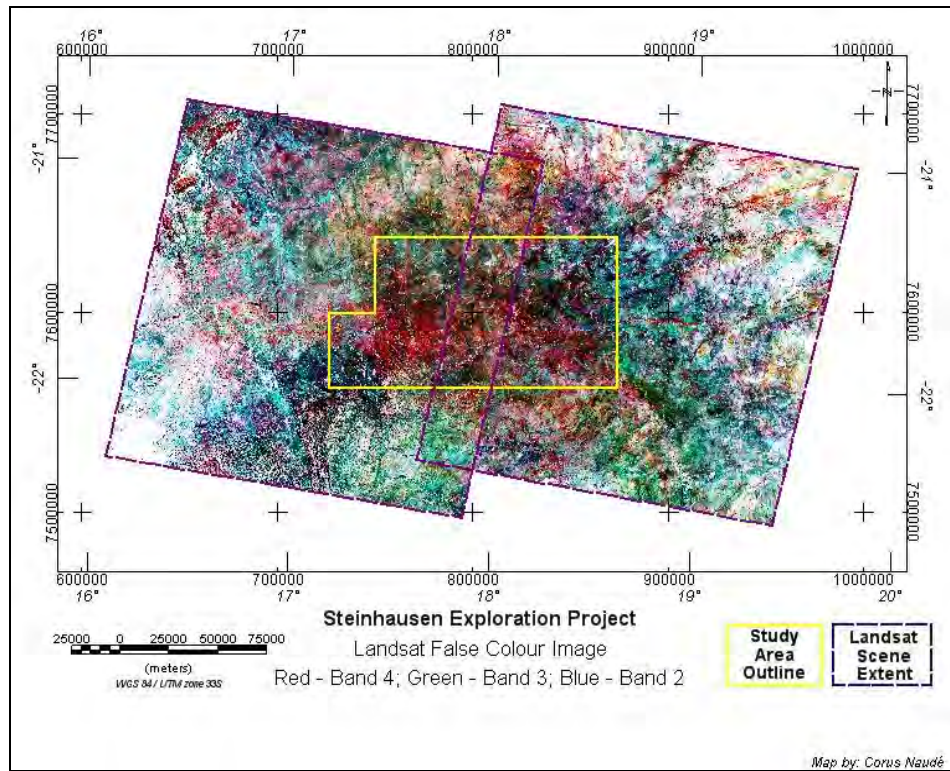 16° 18° 19°
600000 700000 800000 900000 1000000
7700000 7700000
-21° -21°
7600000 7600000
-22° -22°
7500000 7500000
600000 700000 800000 900000 1000000
16° 17° 18° 19° 20°
N
25000 0 25000 50000 75000
(meters)
WGS 84 / UTM zone 33S
Steinhausen Exploration Project
Landsat False Colour Image
Red - Band 4; Green - Band 3; Blue - Band 2
Study
Area
Outline
Landsat
Scene
Extent
Map by: Corus Naudé